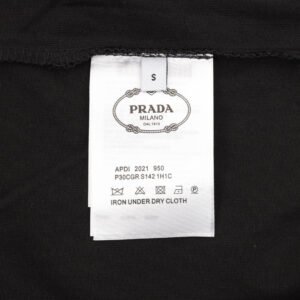 S
PRADA
MILANO
DAL 1913
APDI 2021 950
P30CGR S142 1H1C
IRON UNDER DRY CLOTH